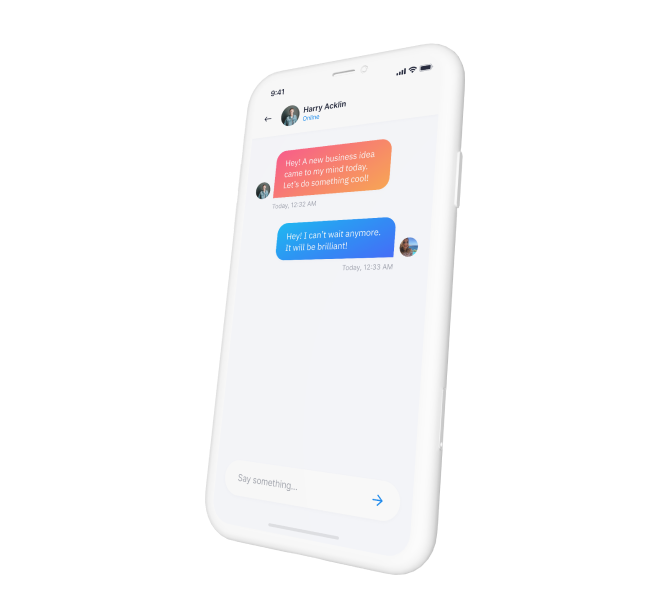 9:41
Harry Acklin
Online
Hey! A new business idea
came to my mind today.
Let's do something cool!
Today, 12:32 AM
Hey! I can't wait anymore.
It will be brilliant!
Today, 12:33 AM
Say something...